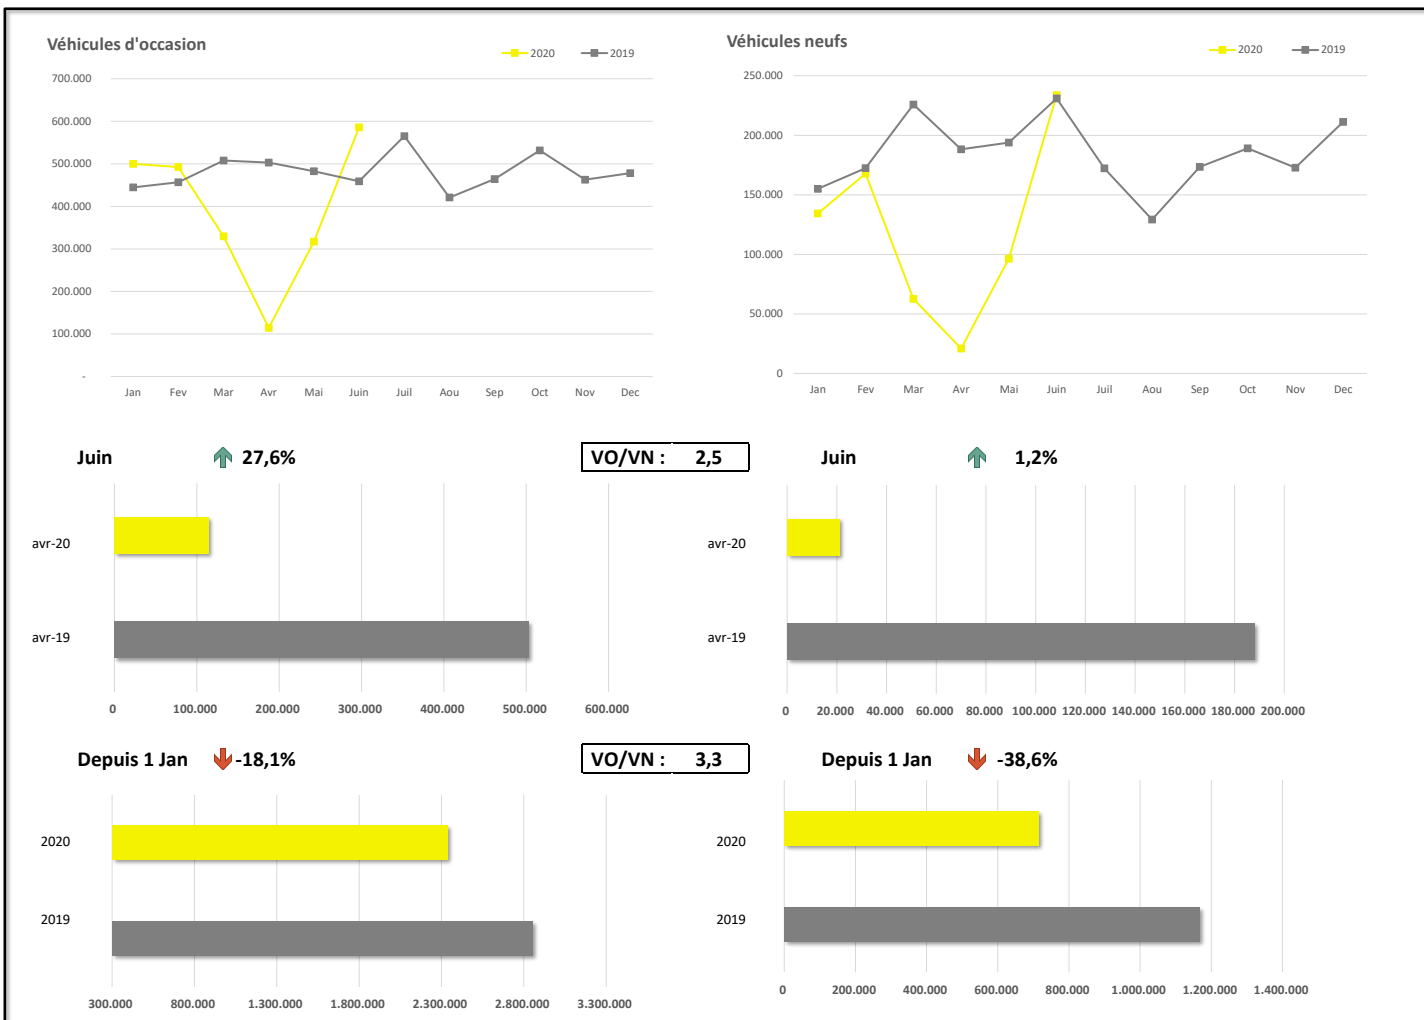 Véhicules d'occasion
2020 2019
700.000
600.000
500.000
400.000
300.000
200.000
100.000
-
Jan Fev Mar Avr Mai Juin Juil Aou Sep Oct Nov Dec
Véhicules neufs
2020 2019
250.000
200.000
150.000
100.000
50.000
0
Jan Fev Mar Avr Mai Juin Juil Aou Sep Oct Nov Dec
Juin 27,6%
VO/VN : 2,5
Juin 1,2%
avr-20
avr-19
0 100.000 200.000 300.000 400.000 500.000 600.000
avr-20
avr-19
0 20.000 40.000 60.000 80.000 100.000 120.000 140.000 160.000 180.000 200.000
Depuis 1 Jan -18,1%
VO/VN : 3,3
Depuis 1 Jan -38,6%
2020
2019
300.000 800.000 1.300.000 1.800.000 2.300.000 2.800.000 3.300.000
2020
2019
0 200.000 400.000 600.000 800.000 1.000.000 1.200.000 1.400.000